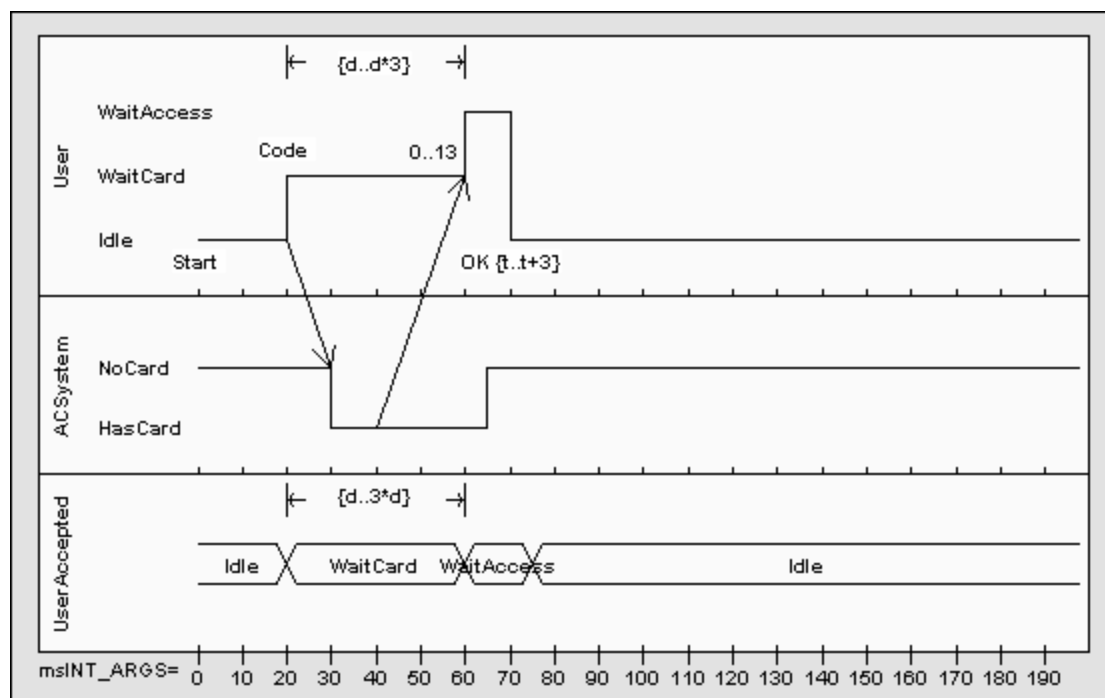 {d..d*3}
WaitAccess
Code
0..13
User
WaitCard
Idle
Start
OK {t..t+3}
ACSystem
NoCard
HasCard
{d..3*d}
UserAccepted
Idle
WaitCard
WaitAccess
Idle
msINT_ARGS= 0 10 20 30 40 50 60 70 80 90 100 110 120 130 140 150 160 170 180 190